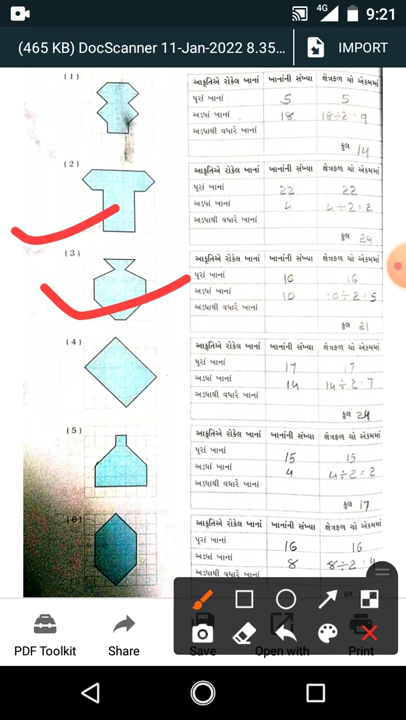 4G 9:21
(465 KB) DocScanner 11-Jan-2022 8.35... IMPORT
(1)
આકૃતિએ રોકેલ ખાનાં ખાનાંની સંખ્યા ક્ષેત્રફળ ચો એકમમાં
પૂરાં ખાનાં 5 5
અડધાં ખાનાં 18 18÷2=9
અડધાથી વધારે ખાનાં
કુલ 14
(2)
આકૃતિએ રોકેલ ખાનાં ખાનાંની સંખ્યા ક્ષેત્રફળ ચો એકમમાં
પૂરાં ખાનાં 22 22
અડધાં ખાનાં 4 4÷2=2
અડધાથી વધારે ખાનાં
કુલ 24
(3)
આકૃતિએ રોકેલ ખાનાં ખાનાંની સંખ્યા ક્ષેત્રફળ ચો એકમમાં
પૂરાં ખાનાં 16 16
અડધાં ખાનાં 10 10÷2=5
અડધાથી વધારે ખાનાં
કુલ 21
(4)
આકૃતિએ રોકેલ ખાનાં ખાનાંની સંખ્યા ક્ષેત્રફળ ચો એકમમાં
પૂરાં ખાનાં 17 17
અડધાં ખાનાં 14 14÷2=7
અડધાથી વધારે ખાનાં
કુલ 24
(5)
આકૃતિએ રોકેલ ખાનાં ખાનાંની સંખ્યા ક્ષેત્રફળ ચો એકમમાં
પૂરાં ખાનાં 15 15
અડધાં ખાનાં 4 4÷2=2
અડધાથી વધારે ખાનાં
કુલ 17
(6)
આકૃતિએ રોકેલ ખાનાં ખાનાંની સંખ્યા ક્ષેત્રફળ ચો એકમમાં
પૂરાં ખાનાં 16 16
અડધાં ખાનાં 8 8÷2=4
અડધાથી વધારે ખાનાં
PDF Toolkit Share Save Open with Print